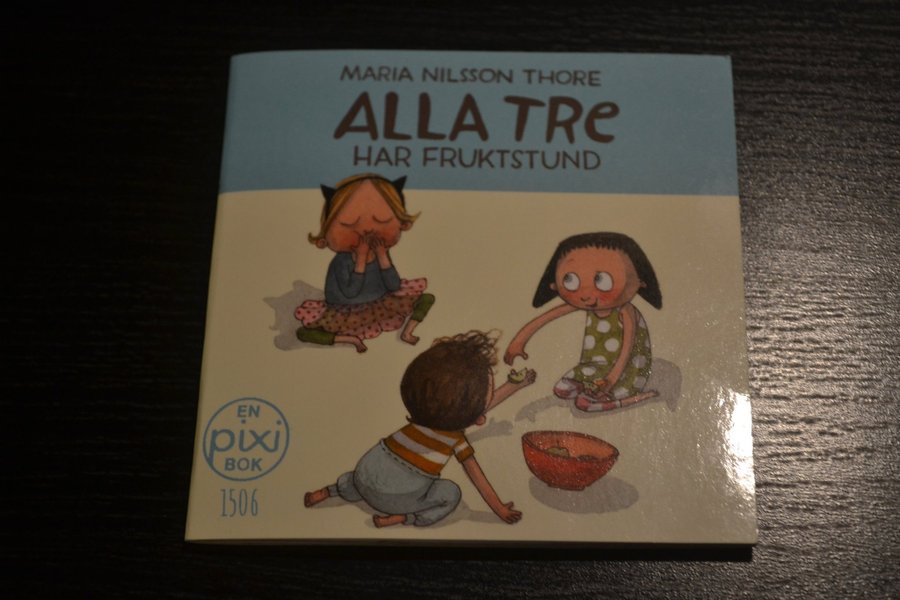 MARIA NILSSON THORE
ALLA TRe
HAR FRUKTSTUND
EN
pixi
BOK
1506